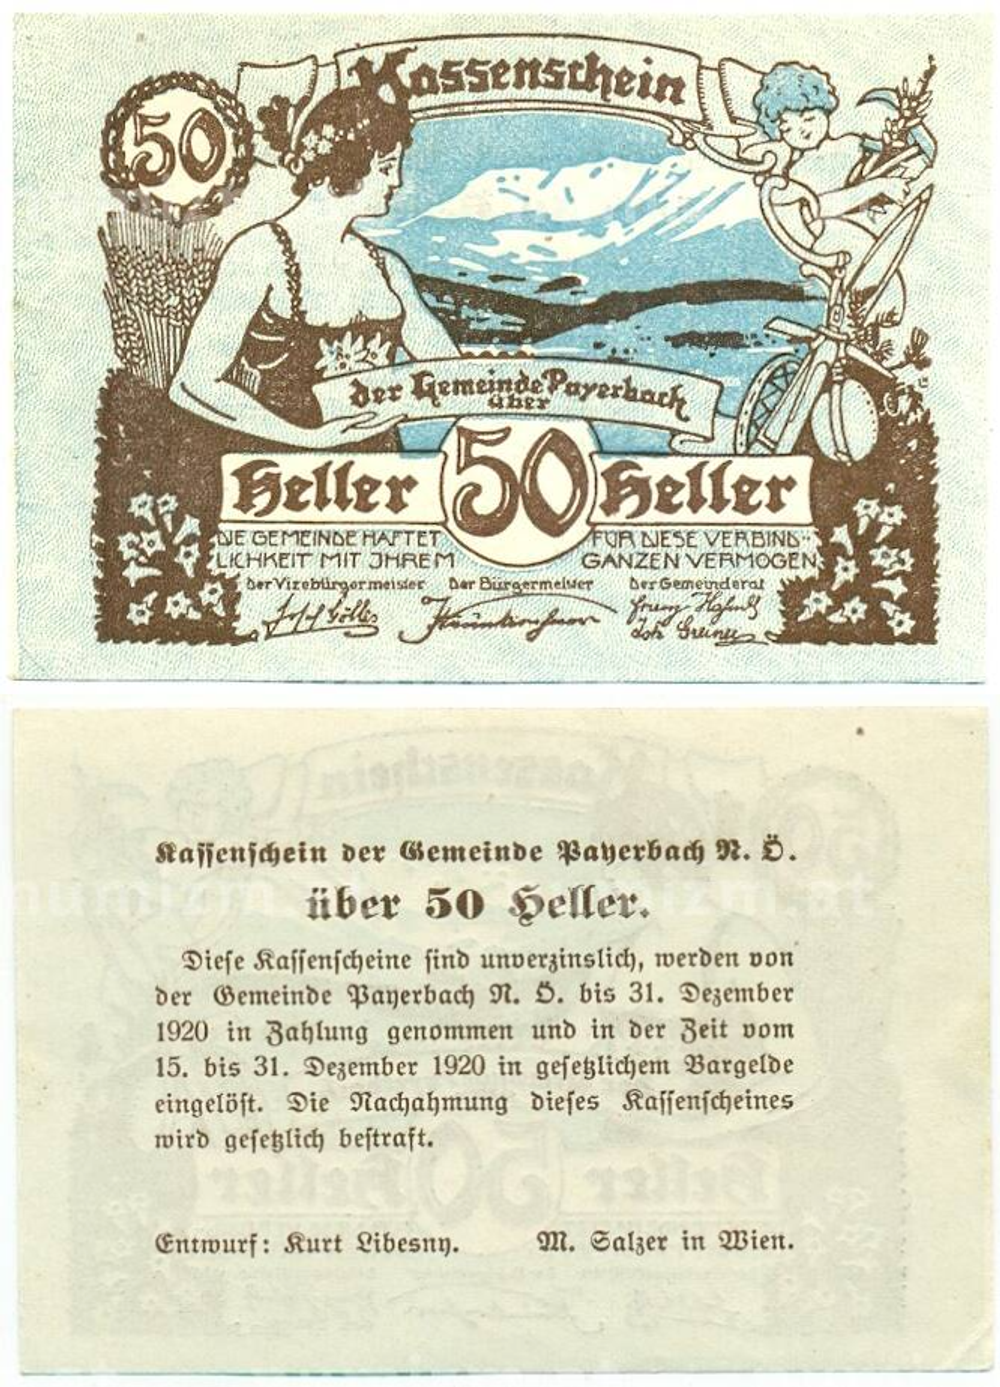 50
Kassenschein
der Gemeinde Payerbach
über
Heller 50 Heller
DIE GEMEINDE HAFTET FÜR DIESE VERBIND-
LICHKEIT MIT IHREM GANZEN VERMÖGEN
Der Vizebürgermeister Der Bürgermeister Der Gemeinderat
Kassenschein der Gemeinde Payerbach N. Ö.
über 50 Heller.
Diese Kassenscheine sind unverzinslich, werden von
der Gemeinde Payerbach N. Ö. bis 31. Dezember
1920 in Zahlung genommen und in der Zeit vom
15. bis 31. Dezember 1920 in gesetzlichem Bargelde
eingelöst. Die Nachahmung dieses Kassenscheines
wird gesetzlich bestraft.
Entwurf: Kurt Libesny. M. Salzer in Wien.